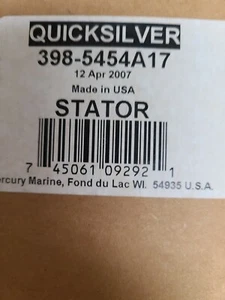 QUICKSILVER
398-5454A17
12 Apr 2007
Made in USA
STATOR
7 45061 09292 1
ercury Marine, Fond du Lac WI. 54935 U.S.A.